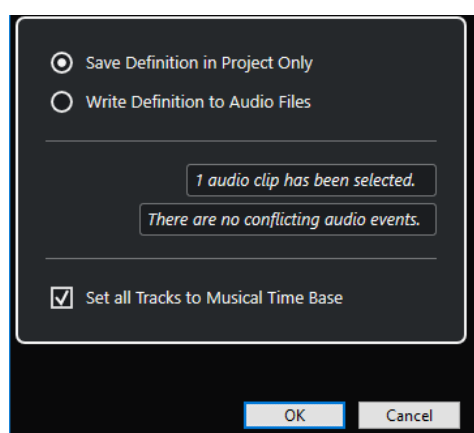 Save Definition in Project Only
Write Definition to Audio Files
1 audio clip has been selected.
There are no conflicting audio events.
Set all Tracks to Musical Time Base
OK
Cancel